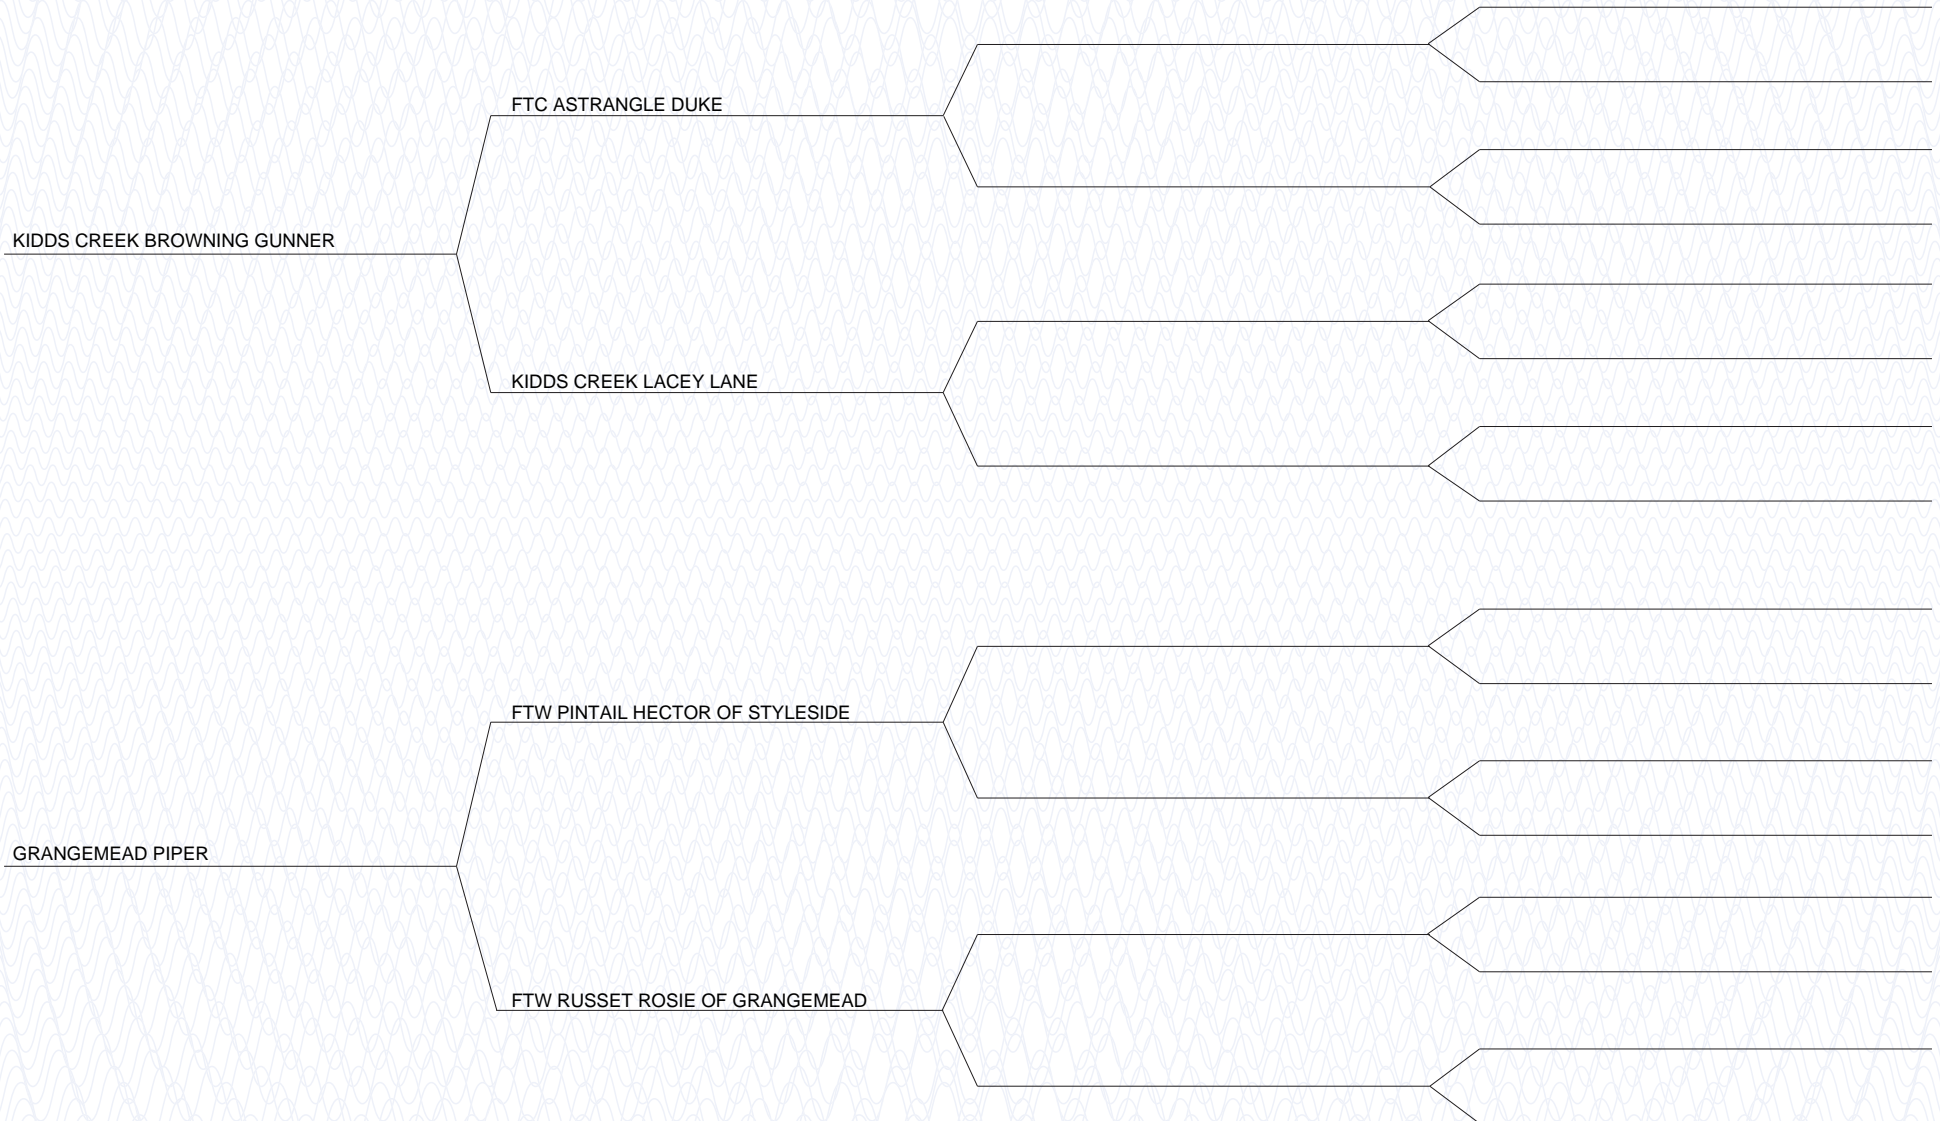 FTC ASTRANGLE DUKE
KIDDS CREEK BROWNING GUNNER
KIDDS CREEK LACEY LANE
FTW PINTAIL HECTOR OF STYLESIDE
GRANGEMEAD PIPER
FTW RUSSET ROSIE OF GRANGEMEAD